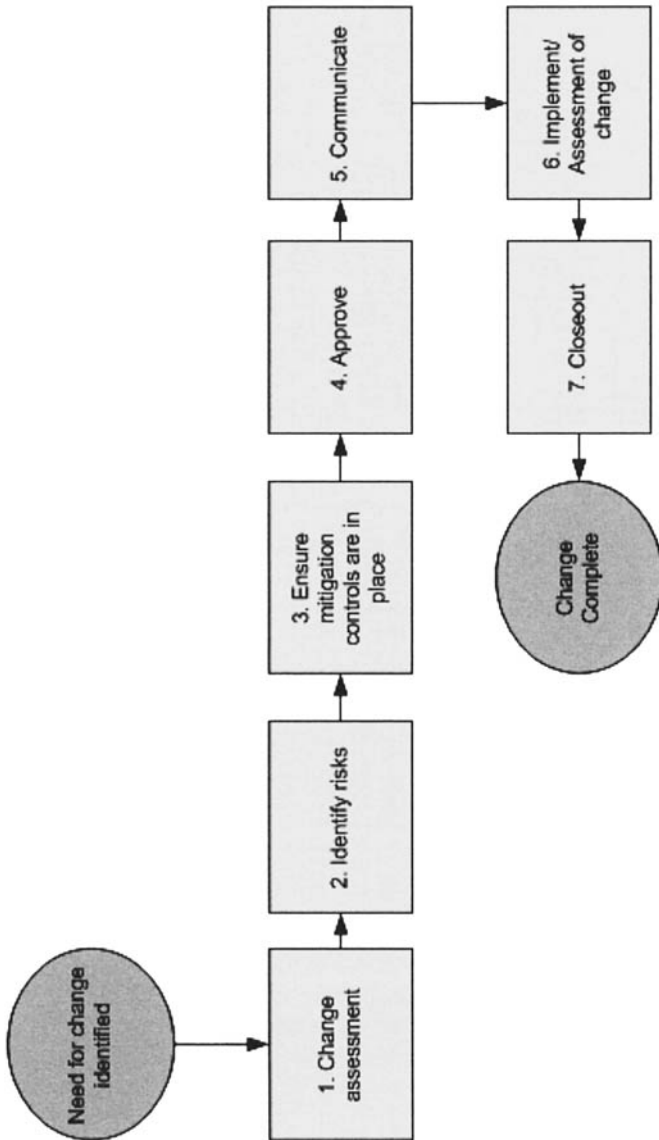 Need for change
identified
1. Change
assessment
2. Identify risks
3. Ensure
mitigation
controls are in
place
4. Approve
5. Communicate
6. Implement/
Assessment of
change
7. Closeout
Change
Complete